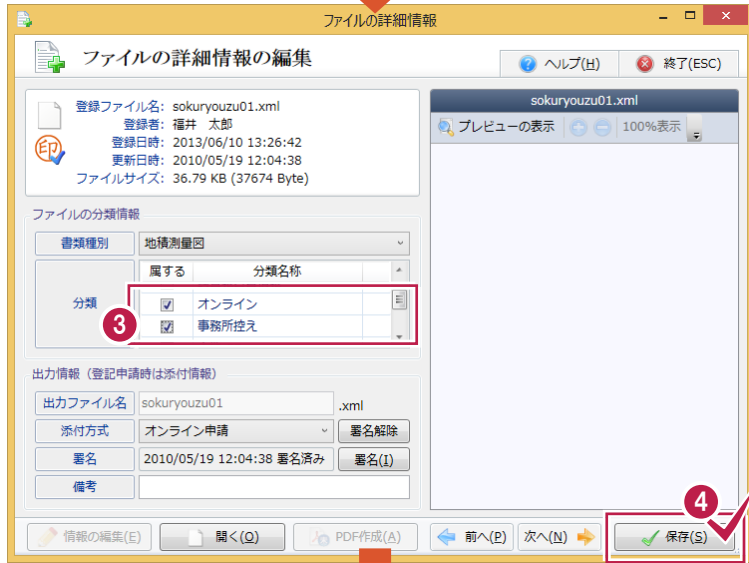 ファイルの詳細情報
ファイルの詳細情報の編集
ヘルプ(H)
終了(ESC)
登録ファイル名: sokuryouzu01.xml
登録者: 福井 太郎
登録日時: 2013/06/10 13:26:42
更新日時: 2010/05/19 12:04:38
ファイルサイズ: 36.79 KB (37674 Byte)
印
sokuryouzu01.xml
プレビューの表示
100%表示
ファイルの分類情報
書類種別 地積測量図
分類
属する 分類名称
オンライン
事務所控え
3
出力情報(登記申請時は添付情報)
出力ファイル名 sokuryouzu01 .xml
添付方式 オンライン申請 署名解除
署名 2010/05/19 12:04:38 署名済み 署名(I)
備考
4
情報の編集(E) 開く(O) PDF作成(A) 前へ(P) 次へ(N) 保存(S)